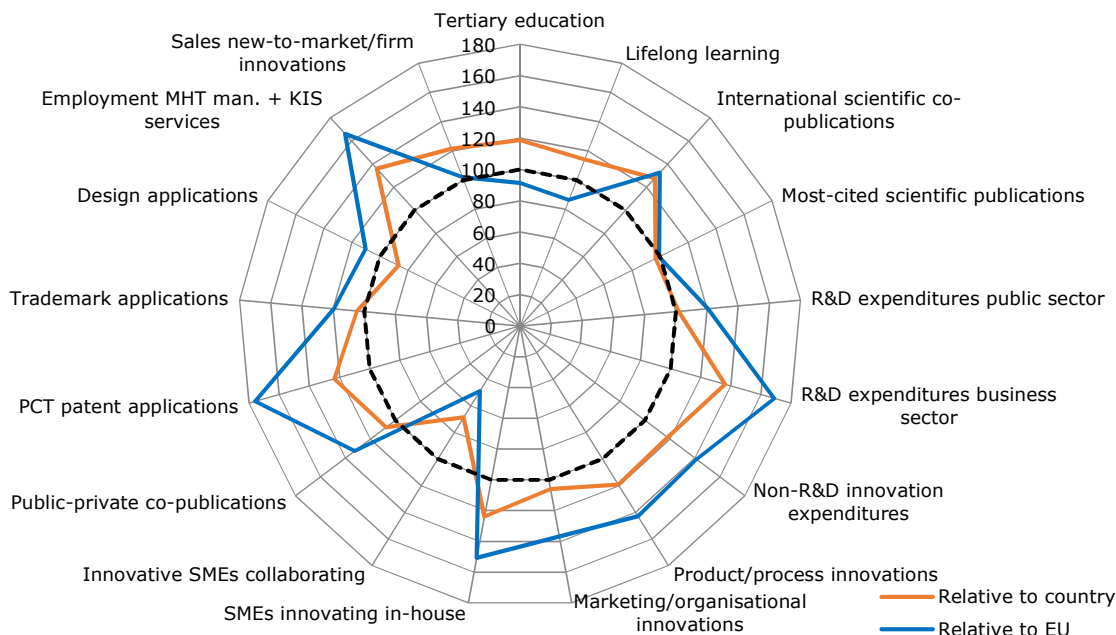 Tertiary education
Lifelong learning
International scientific co-
publications
Most-cited scientific publications
R&D expenditures public sector
R&D expenditures business
sector
Non-R&D innovation
expenditures
Product/process innovations
Marketing/organisational
innovations
SMEs innovating in-house
Innovative SMEs collaborating
Public-private co-publications
PCT patent applications
Trademark applications
Design applications
Employment MHT man. + KIS
services
Sales new-to-market/firm
innovations
180
160
140
120
100
80
60
40
20
0
Relative to country
Relative to EU